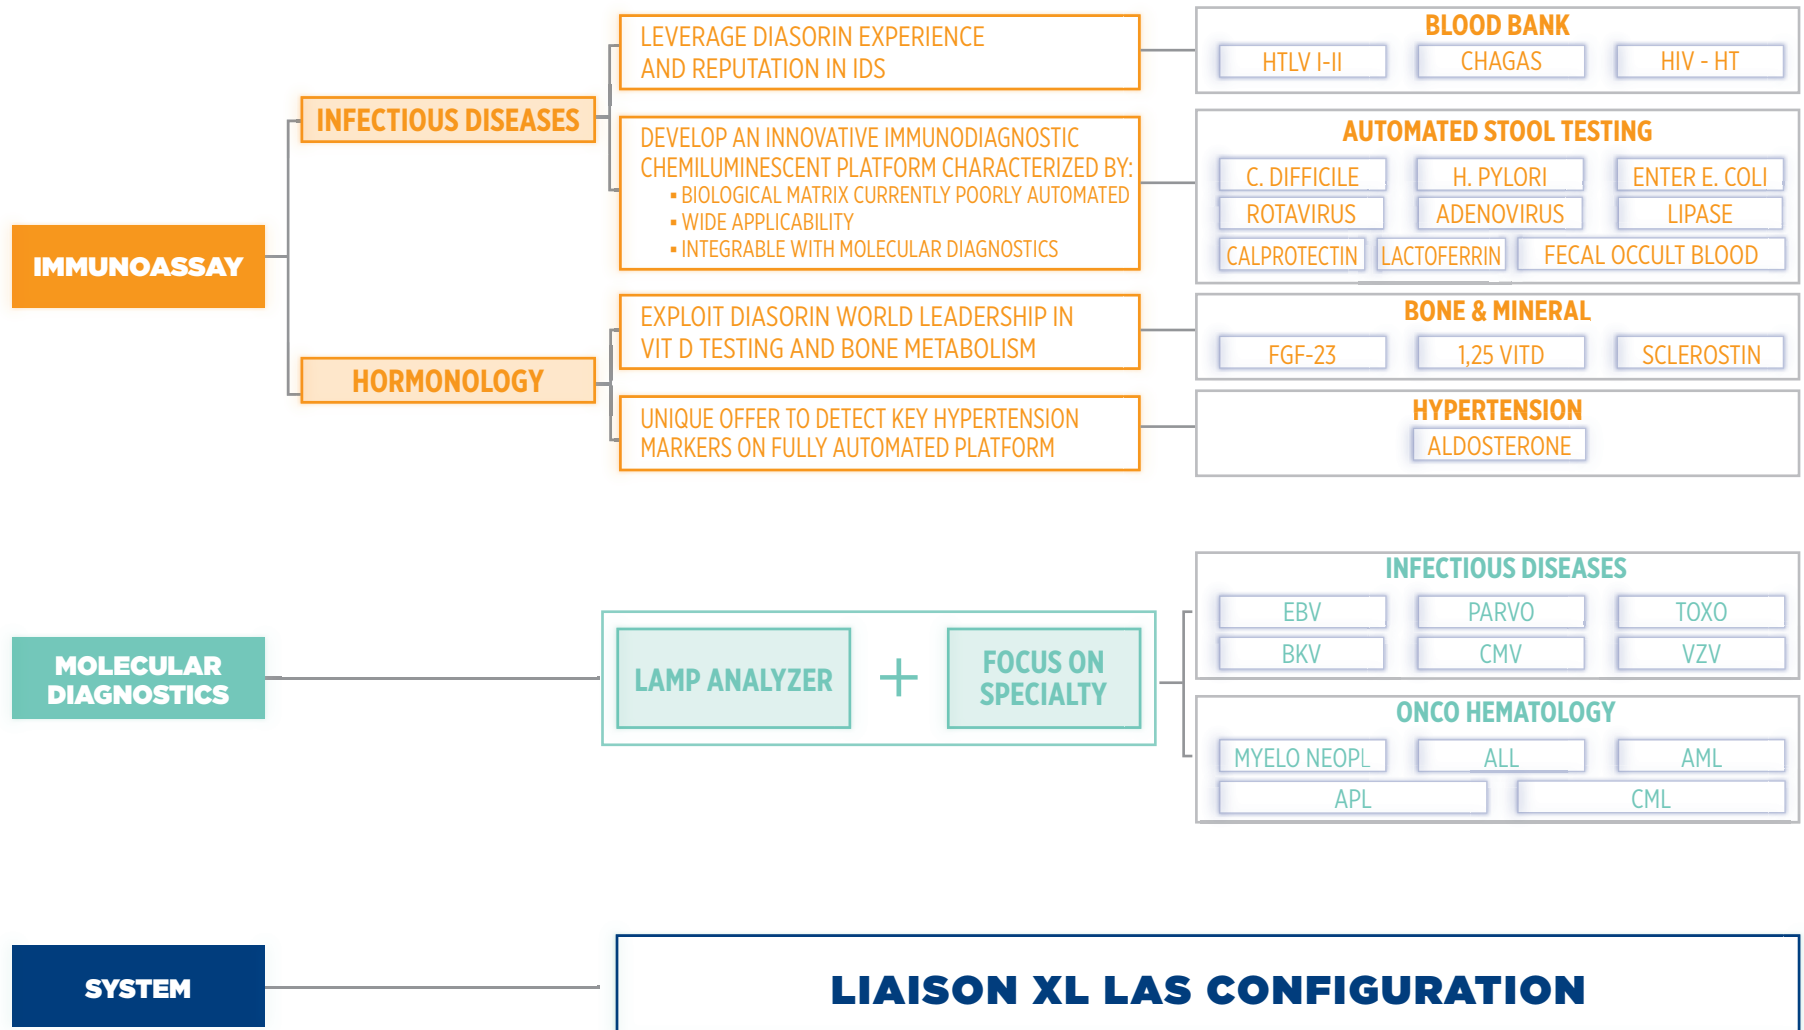 IMMUNOASSAY
INFECTIOUS DISEASES
LEVERAGE DIASORIN EXPERIENCE
AND REPUTATION IN IDS
BLOOD BANK
HTLV I-II
CHAGAS
HIV - HT
DEVELOP AN INNOVATIVE IMMUNODIAGNOSTIC
CHEMILUMINESCENT PLATFORM CHARACTERIZED BY:
▪ BIOLOGICAL MATRIX CURRENTLY POORLY AUTOMATED
▪ WIDE APPLICABILITY
▪ INTEGRABLE WITH MOLECULAR DIAGNOSTICS
AUTOMATED STOOL TESTING
C. DIFFICILE
H. PYLORI
ENTER E. COLI
ROTAVIRUS
ADENOVIRUS
LIPASE
CALPROTECTIN
LACTOFERRIN
FECAL OCCULT BLOOD
HORMONOLOGY
EXPLOIT DIASORIN WORLD LEADERSHIP IN
VIT D TESTING AND BONE METABOLISM
BONE & MINERAL
FGF-23
1,25 VITD
SCLEROSTIN
UNIQUE OFFER TO DETECT KEY HYPERTENSION
MARKERS ON FULLY AUTOMATED PLATFORM
HYPERTENSION
ALDOSTERONE
MOLECULAR
DIAGNOSTICS
LAMP ANALYZER
+
FOCUS ON
SPECIALTY
INFECTIOUS DISEASES
EBV
PARVO
TOXO
BKV
CMV
VZV
ONCO HEMATOLOGY
MYELO NEOPL
ALL
AML
APL
CML
SYSTEM
LIAISON XL LAS CONFIGURATION